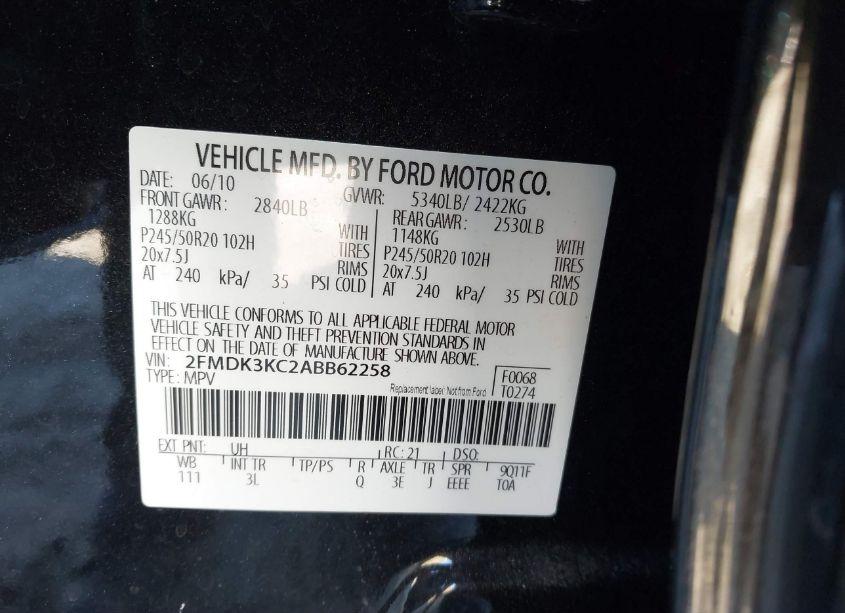 VEHICLE MFD. BY FORD MOTOR CO.
DATE: 06/10 GVWR: 5340LB/ 2422KG
FRONT GAWR: 2840LB REAR GAWR: 2530LB
1288KG WITH 1148KG WITH
P245/50R20 102H TIRES P245/50R20 102H TIRES
20x7.5J RIMS 20x7.5J RIMS
AT 240 kPa/ 35 PSI COLD AT 240 kPa/ 35 PSI COLD
THIS VEHICLE CONFORMS TO ALL APPLICABLE FEDERAL MOTOR
VEHICLE SAFETY AND THEFT PREVENTION STANDARDS IN
EFFECT ON THE DATE OF MANUFACTURE SHOWN ABOVE.
VIN: 2FMDK3KC2ABB62258 F0068
TYPE: MPV Replacement label: Not from Ford T0274
EXT PNT: UH RC: 21 DSO:
WB INT TR TP/PS R AXLE TR SPR 9Q11F
111 3L Q 3E J EEEE T0A